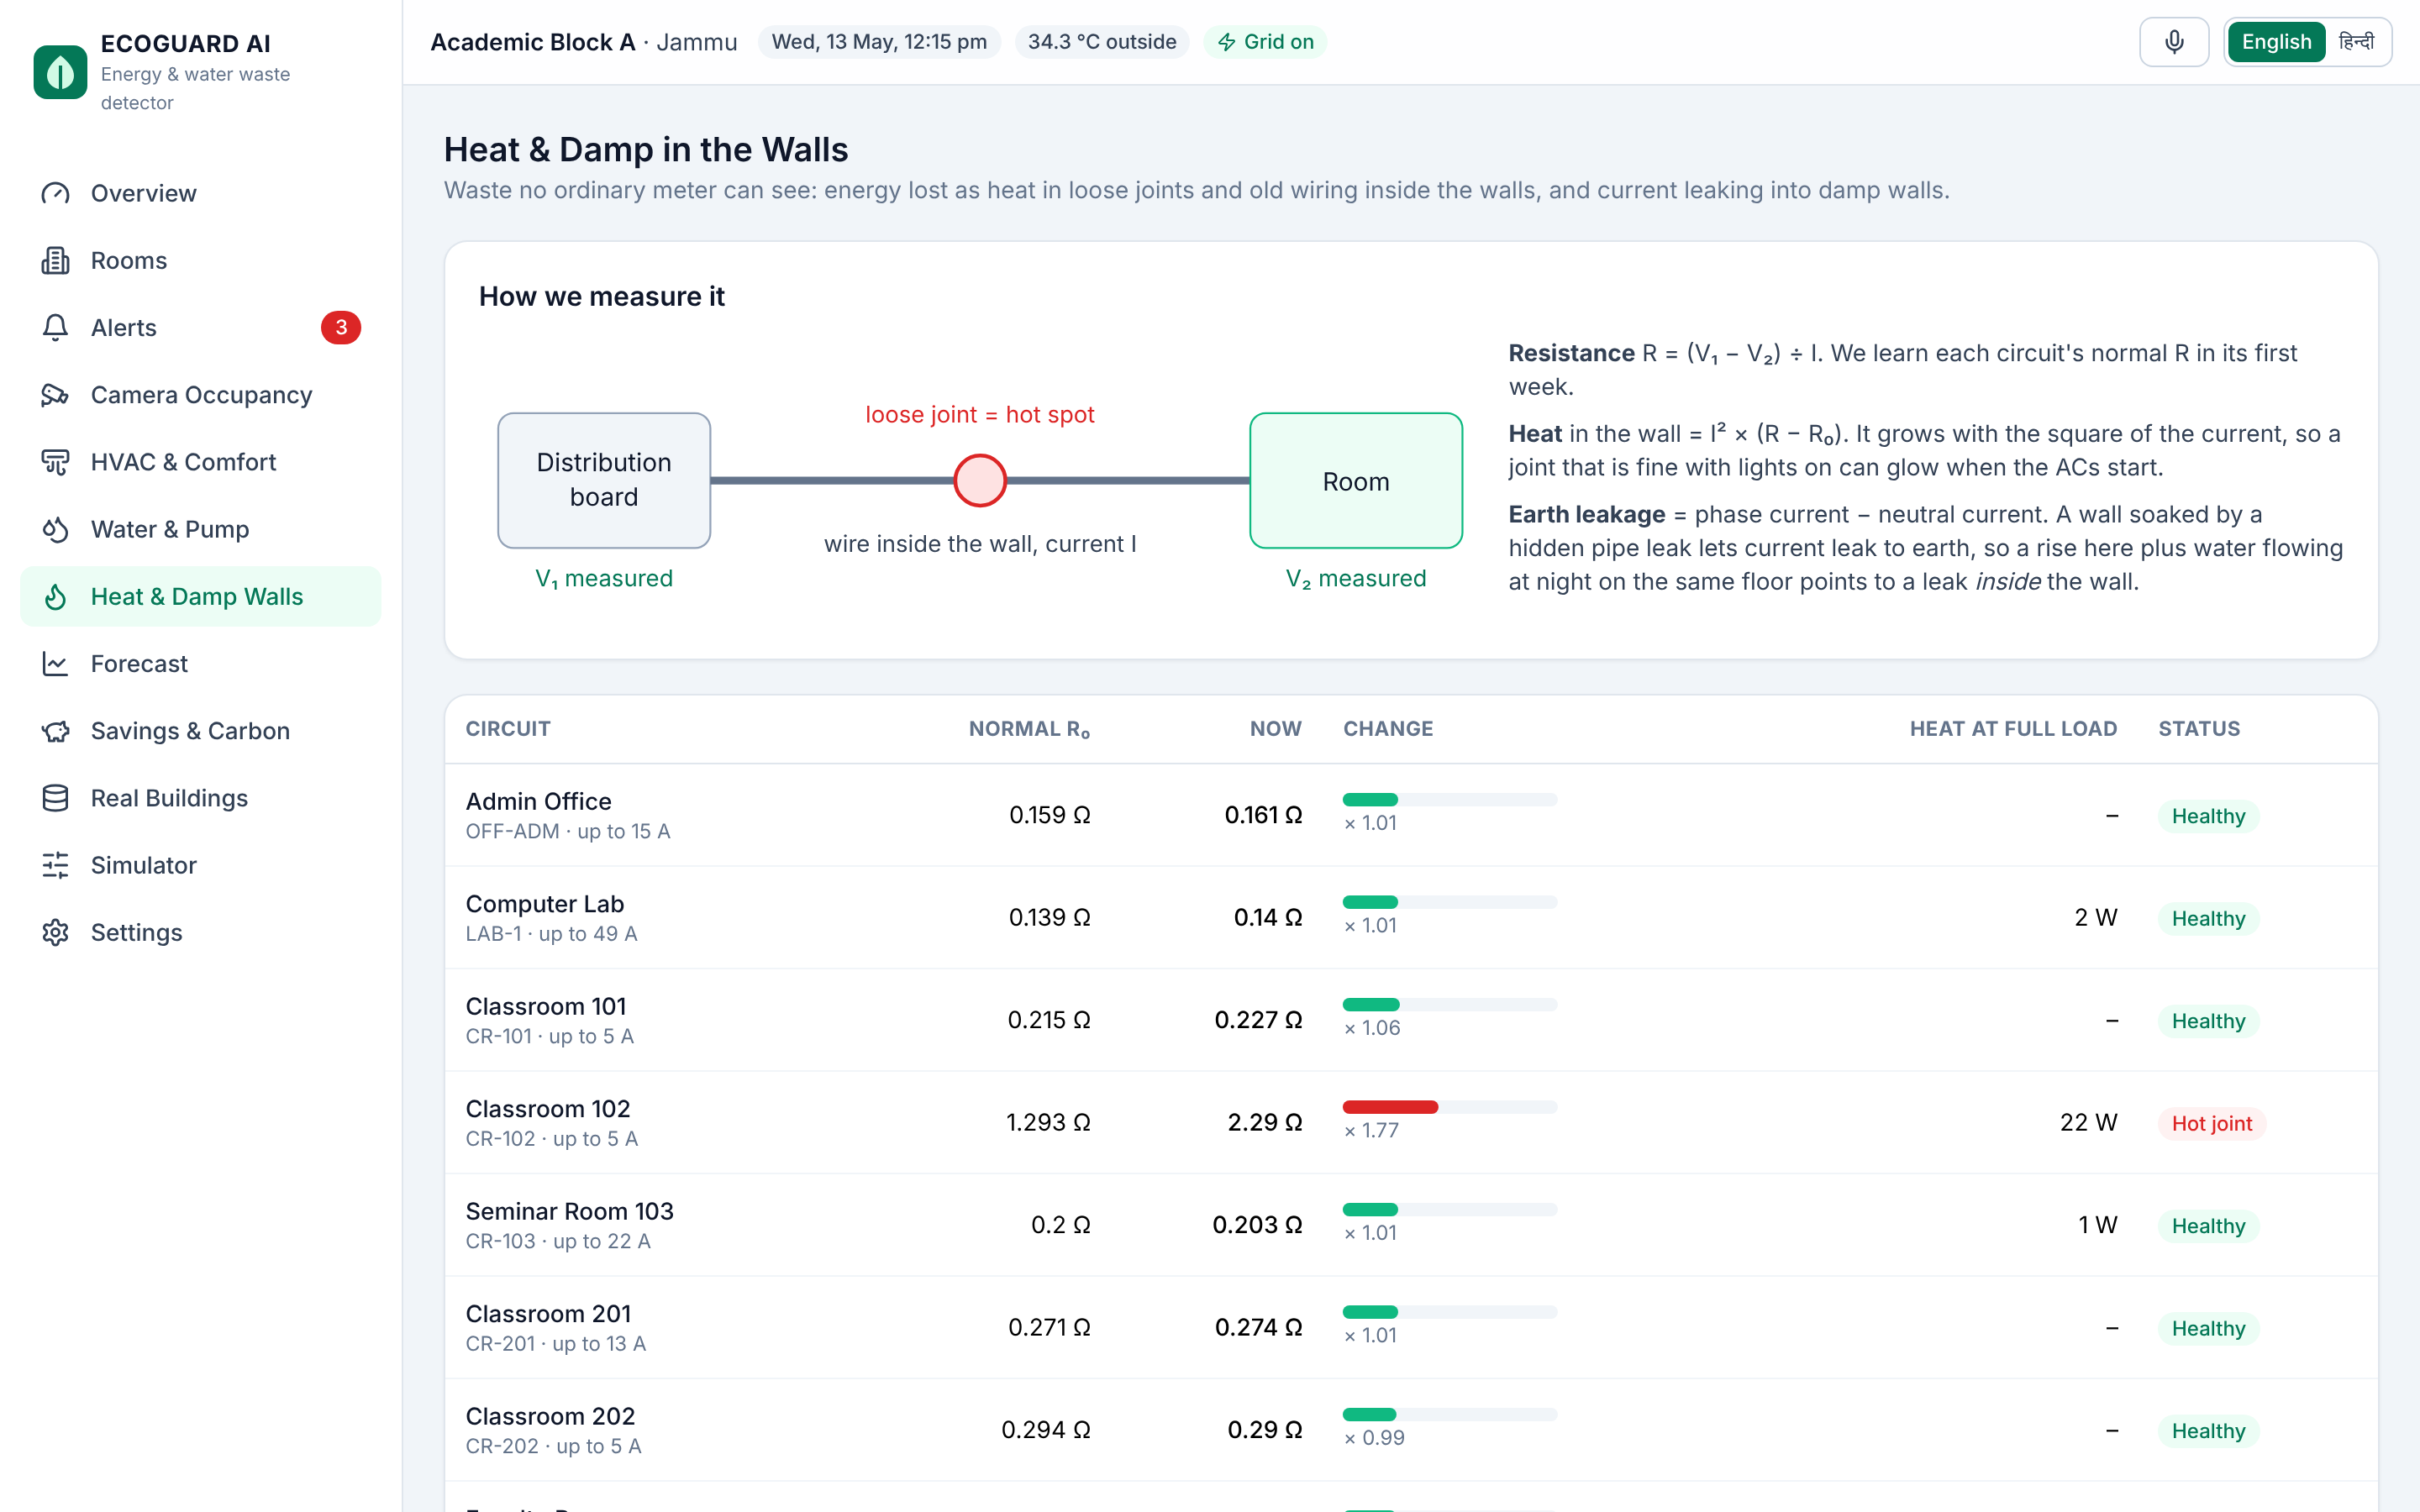 ECOGUARD AI
Energy & water waste
detector
Overview
Rooms
Alerts
3
Camera Occupancy
HVAC & Comfort
Water & Pump
Heat & Damp Walls
Forecast
Savings & Carbon
Real Buildings
Simulator
Settings
Academic Block A · Jammu
Wed, 13 May, 12:15 pm
34.3 °C outside
Grid on
English
हिन्दी
Heat & Damp in the Walls
Waste no ordinary meter can see: energy lost as heat in loose joints and old wiring inside the walls, and current leaking into damp walls.
How we measure it
Distribution
board
V₁ measured
loose joint = hot spot
wire inside the wall, current I
Room
V₂ measured
Resistance R = (V₁ − V₂) ÷ I. We learn each circuit's normal R in its first
week.
Heat in the wall = I² × (R − R₀). It grows with the square of the current, so a
joint that is fine with lights on can glow when the ACs start.
Earth leakage = phase current − neutral current. A wall soaked by a
hidden pipe leak lets current leak to earth, so a rise here plus water flowing
at night on the same floor points to a leak inside the wall.
CIRCUIT NORMAL R₀ NOW CHANGE HEAT AT FULL LOAD STATUS
Admin Office
OFF-ADM · up to 15 A
0.159 Ω 0.161 Ω × 1.01 – Healthy
Computer Lab
LAB-1 · up to 49 A
0.139 Ω 0.14 Ω × 1.01 2 W Healthy
Classroom 101
CR-101 · up to 5 A
0.215 Ω 0.227 Ω × 1.06 – Healthy
Classroom 102
CR-102 · up to 5 A
1.293 Ω 2.29 Ω × 1.77 22 W Hot joint
Seminar Room 103
CR-103 · up to 22 A
0.2 Ω 0.203 Ω × 1.01 1 W Healthy
Classroom 201
CR-201 · up to 13 A
0.271 Ω 0.274 Ω × 1.01 – Healthy
Classroom 202
CR-202 · up to 5 A
0.294 Ω 0.29 Ω × 0.99 – Healthy